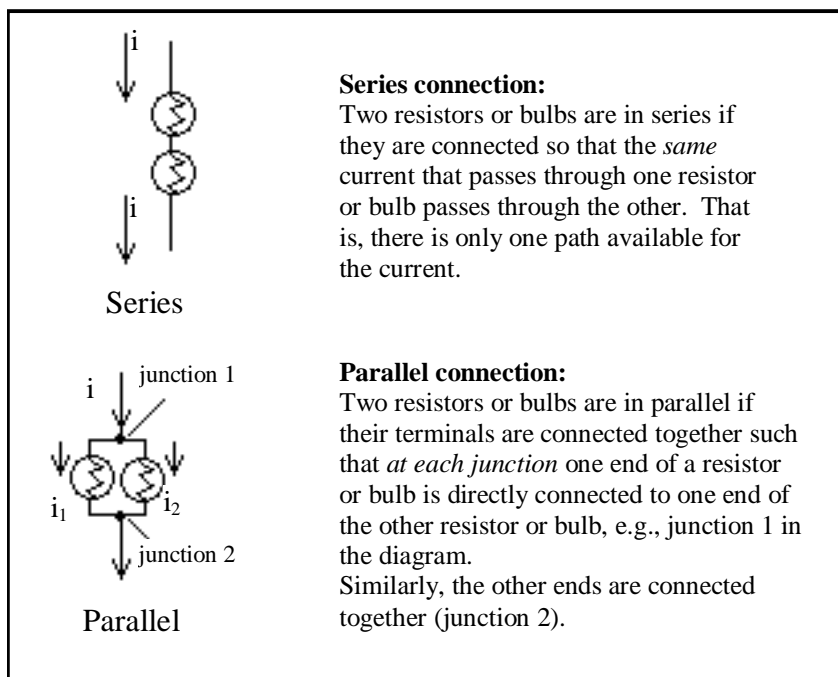 i
i
Series
Series connection:
Two resistors or bulbs are in series if
they are connected so that the same
current that passes through one resistor
or bulb passes through the other. That
is, there is only one path available for
the current.
i
junction 1
i₁
i₂
junction 2
Parallel
Parallel connection:
Two resistors or bulbs are in parallel if
their terminals are connected together such
that at each junction one end of a resistor
or bulb is directly connected to one end of
the other resistor or bulb, e.g., junction 1 in
the diagram.
Similarly, the other ends are connected
together (junction 2).